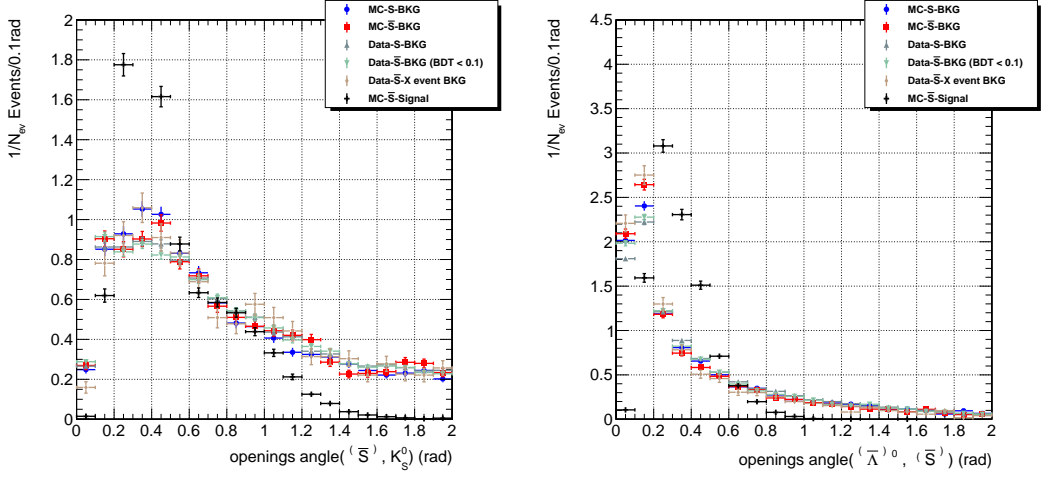 1/N_ev Events/0.1rad
2
1.8
1.6
1.4
1.2
1
0.8
0.6
0.4
0.2
0
MC-S-BKG
MC-S̅-BKG
Data-S-BKG
Data-S̅-BKG (BDT < 0.1)
Data-S̅-X event BKG
MC-S̅-Signal
0 0.2 0.4 0.6 0.8 1 1.2 1.4 1.6 1.8 2
openings angle(⁽S̅⁾, K_S^0) (rad)
1/N_ev Events/0.1rad
4.5
4
3.5
3
2.5
2
1.5
1
0.5
0
MC-S-BKG
MC-S̅-BKG
Data-S-BKG
Data-S̅-BKG (BDT < 0.1)
Data-S̅-X event BKG
MC-S̅-Signal
0 0.2 0.4 0.6 0.8 1 1.2 1.4 1.6 1.8 2
openings angle(⁽Λ̅⁾⁰, ⁽S̅⁾) (rad)